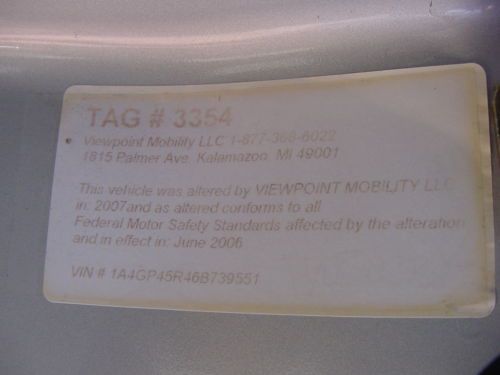 TAG # 3354
Viewpoint Mobility LLC 1-877-368-6022
1815 Palmer Ave. Kalamazoo, MI 49001
This vehicle was altered by VIEWPOINT MOBILITY LLC
in: 2007and as altered conforms to all
Federal Motor Safety Standards affected by the alteration
and in effect in: June 2006
VIN # 1A4GP45R46B739551